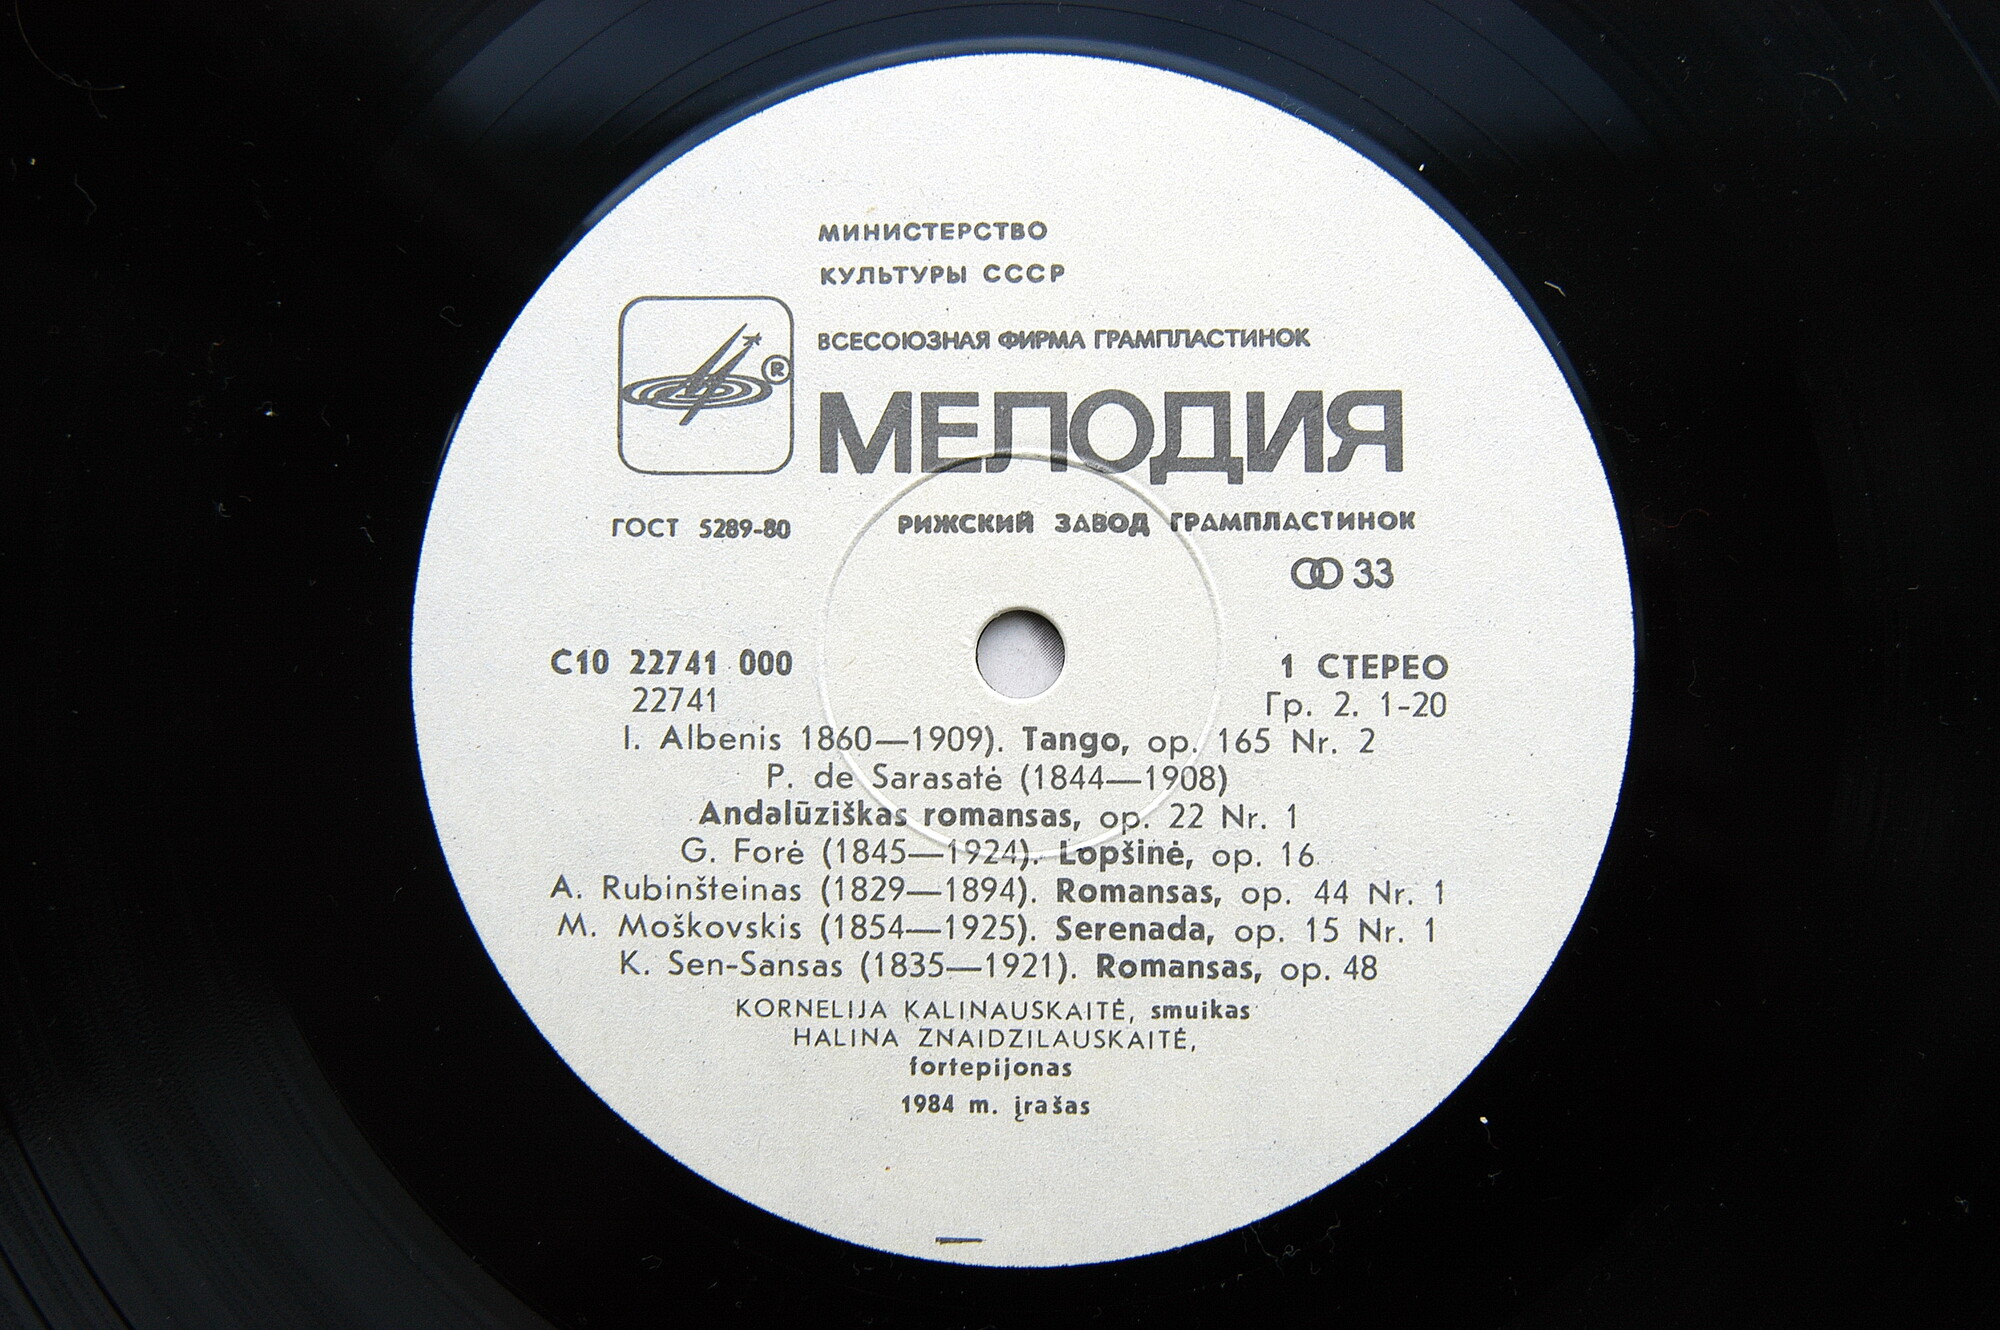 МИНИСТЕРСТВО
КУЛЬТУРЫ СССР
ВСЕСОЮЗНАЯ ФИРМА ГРАМПЛАСТИНОК
®
МЕЛОДИЯ
ГОСТ 5289-80
РИЖСКИЙ ЗАВОД ГРАМПЛАСТИНОК
33
С10 22741 000
1 СТЕРЕО
22741
Гр. 2. 1-20
I. Albenis 1860—1909). Tango, op. 165 Nr. 2
P. de Sarasatė (1844—1908)
Andalūziškas romansas, op. 22 Nr. 1
G. Forė (1845—1924). Lopšinė, op. 16
A. Rubinšteinas (1829—1894). Romansas, op. 44 Nr. 1
M. Moškovskis (1854—1925). Serenada, op. 15 Nr. 1
K. Sen-Sansas (1835—1921). Romansas, op. 48
KORNELIJA KALINAUSKAITĖ, smuikas
HALINA ZNAIDZILAUSKAITĖ,
fortepijonas
1984 m. įrašas